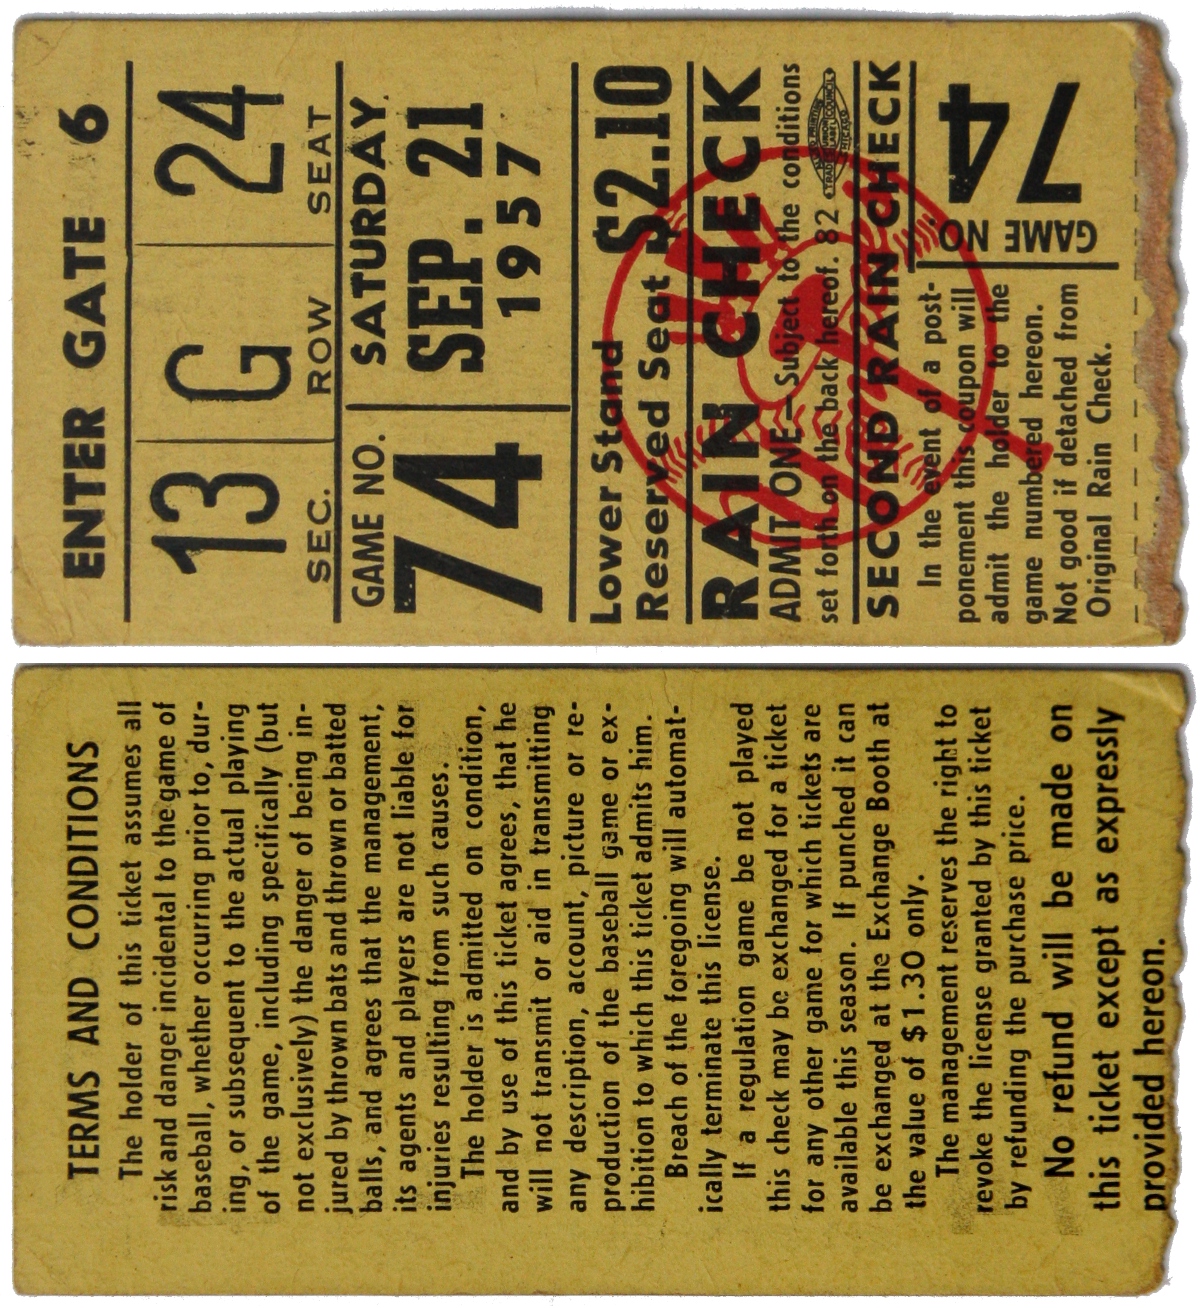 ENTER GATE 6
13 G 24
SEC. ROW SEAT
GAME NO. SATURDAY
74 SEP. 21
1957
Lower Stand
Reserved Seat $2.10
RAIN CHECK
ADMIT ONE—Subject to the conditions
set forth on the back hereof. 82
SECOND RAIN CHECK
In the event of a post-
ponement this coupon will
admit the holder to the
game numbered hereon.
Not good if detached from
Original Rain Check.
GAME NO.
74
TERMS AND CONDITIONS
The holder of this ticket assumes all
risk and danger incidental to the game of
baseball, whether occurring prior to, dur-
ing, or subsequent to the actual playing
of the game, including specifically (but
not exclusively) the danger of being in-
jured by thrown bats and thrown or batted
balls, and agrees that the management,
its agents and players are not liable for
injuries resulting from such causes.
The holder is admitted on condition,
and by use of this ticket agrees, that he
will not transmit or aid in transmitting
any description, account, picture or re-
production of the baseball game or ex-
hibition to which this ticket admits him.
Breach of the foregoing will automat-
ically terminate this license.
If a regulation game be not played
this check may be exchanged for a ticket
for any other game for which tickets are
available this season. If punched it can
be exchanged at the Exchange Booth at
the value of $1.30 only.
The management reserves the right to
revoke the license granted by this ticket
by refunding the purchase price.
No refund will be made on
this ticket except as expressly
provided hereon.